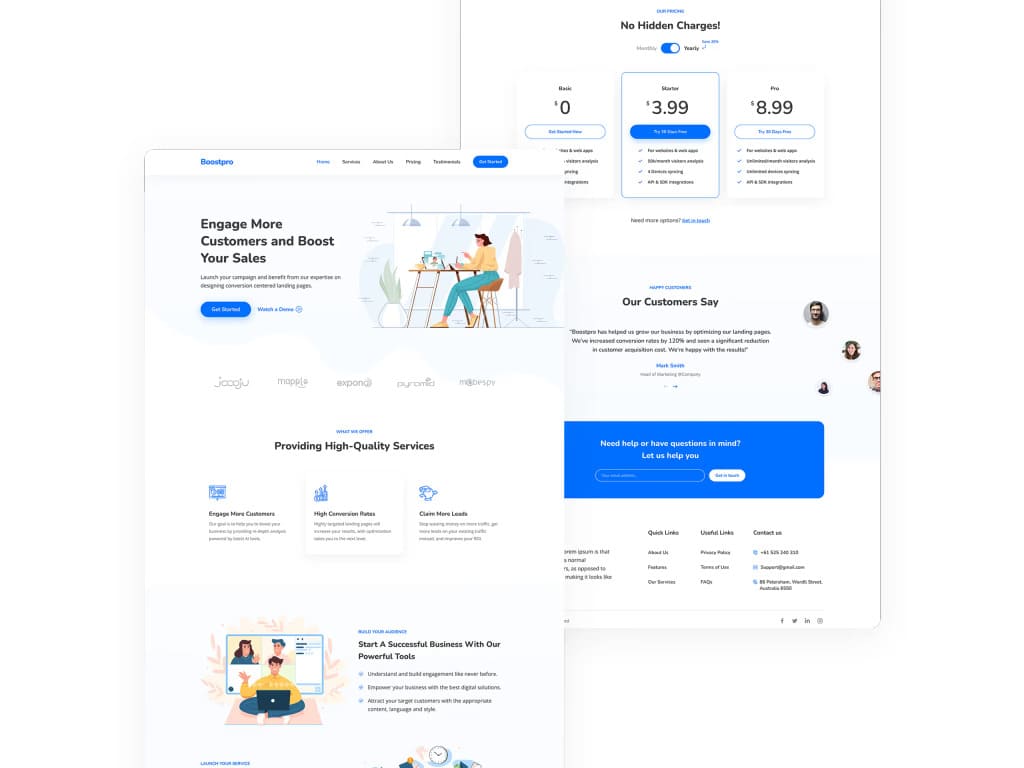 Boostpro
Home
Services
About Us
Pricing
Testimonials
Get Started
Engage More
Customers and Boost
Your Sales
Launch your campaign and benefit from our expertise on
designing conversion centered landing pages.
Get Started
Watch a Demo
jaaaju
mapple
pyramid
WHAT WE OFFER
Providing High-Quality Services
Engage More Customers
Our goal is to help you to boost your
business by providing in-depth analysis
powered by boost AI tools.
High Conversion Rates
Highly targeted landing pages will
increase your results, with optimization
takes you to the next level.
Claim More Leads
Stop wasting money on more traffic, get
more leads on your existing traffic
instead, and improve your ROI.
BUILD YOUR AUDIENCE
Start A Successful Business With Our
Powerful Tools
Understand and build engagement like never before.
Empower your business with the best digital solutions.
Attract your target customers with the appropriate
content, language and style.
LAUNCH YOUR SERVICE
OUR PRICING
No Hidden Charges!
Monthly
Yearly
Save 20%
Basic
$ 0
Get Started Now
sites & web apps
visitors analysis
syncing
integrations
Starter
$ 3.99
Try 30 Days Free
For websites & web apps
50k/month visitors analysis
4 Devices syncing
API & SDK integrations
Pro
$ 8.99
Try 30 Days Free
For websites & web apps
Unlimited/month visitors analysis
Unlimited devices syncing
API & SDK integrations
Need more options? Get in touch
HAPPY CUSTOMERS
Our Customers Say
"Boostpro has helped us grow our business by optimizing our landing pages.
We've increased conversion rates by 120% and seen a significant reduction
in customer acquisition cost. We're happy with the results!"
Mark Smith
Head of Marketing @Company
Need help or have questions in mind?
Let us help you
Your email address..
Get in touch
orem ipsum is that
a normal
rs, as opposed to
making it looks like
Quick Links
About Us
Features
Our Services
Useful Links
Privacy Policy
Terms of Use
FAQs
Contact us
+61 525 240 310
Support@gmail.com
86 Petersham, Wardll Street,
Australia 8550